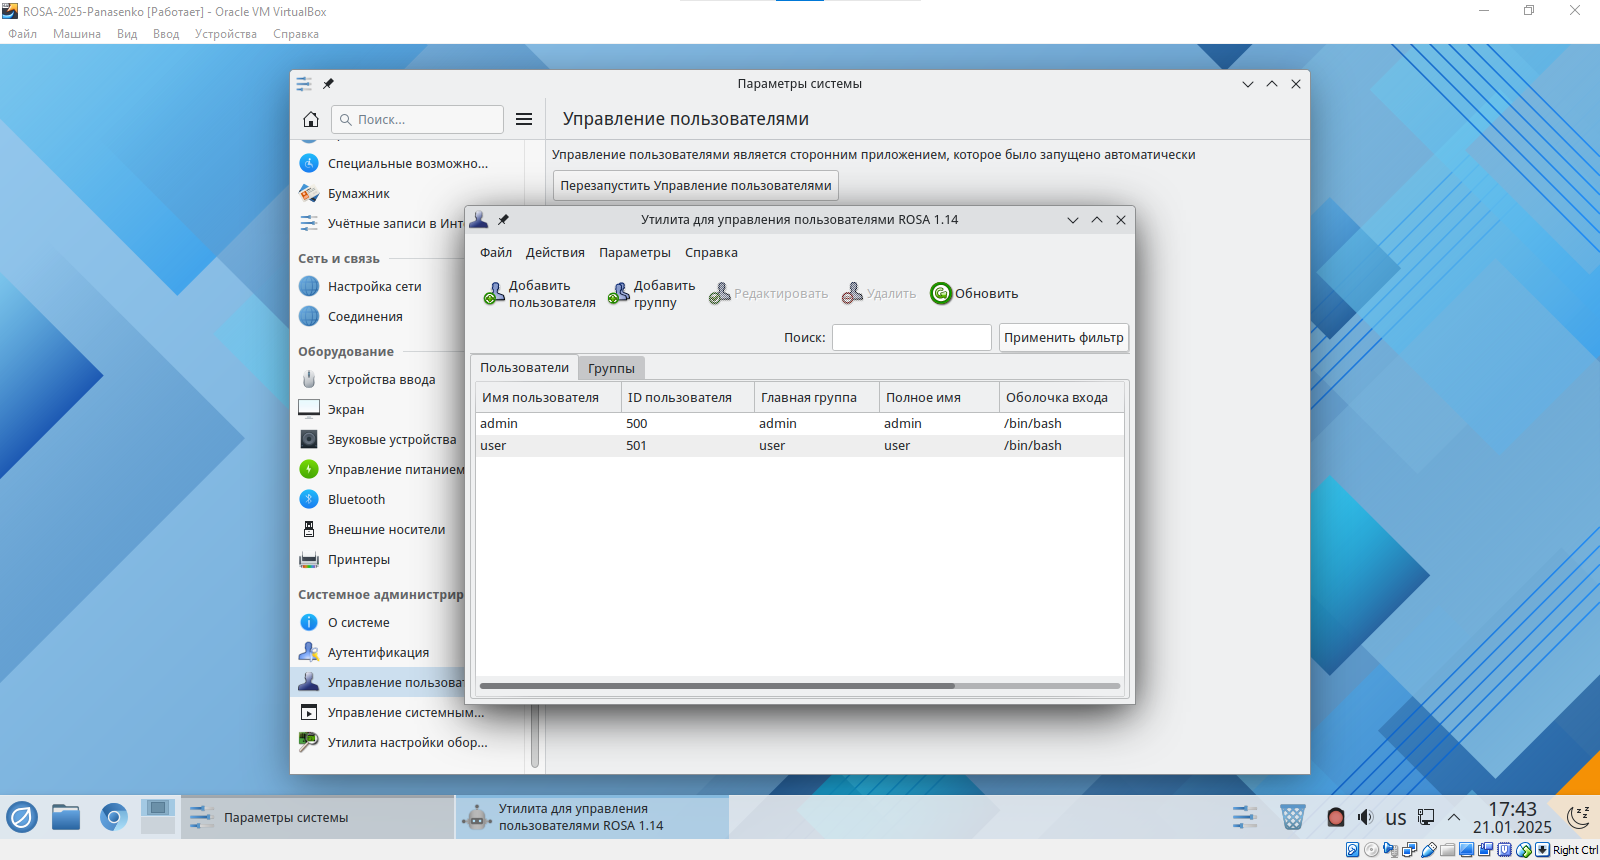 ROSA-2025-Panasenko [Работает] - Oracle VM VirtualBox
Файл Машина Вид Ввод Устройства Справка
Параметры системы
Поиск...
Управление пользователями
Специальные возможно...
Бумажник
Учётные записи в Инт
Сеть и связь
Настройка сети
Соединения
Оборудование
Устройства ввода
Экран
Звуковые устройства
Управление питанием
Bluetooth
Внешние носители
Принтеры
Системное администрир
О системе
Аутентификация
Управление пользоват
Управление системным...
Утилита настройки обор...
Управление пользователями является сторонним приложением, которое было запущено автоматически
Перезапустить Управление пользователями
Утилита для управления пользователями ROSA 1.14
Файл Действия Параметры Справка
Добавить пользователя Добавить группу Редактировать Удалить Обновить
Поиск: Применить фильтр
Пользователи Группы
Имя пользователя ID пользователя Главная группа Полное имя Оболочка входа
admin 500 admin admin /bin/bash
user 501 user user /bin/bash
Параметры системы
Утилита для управления
пользователями ROSA 1.14
us
17:43
21.01.2025
Right Ctrl